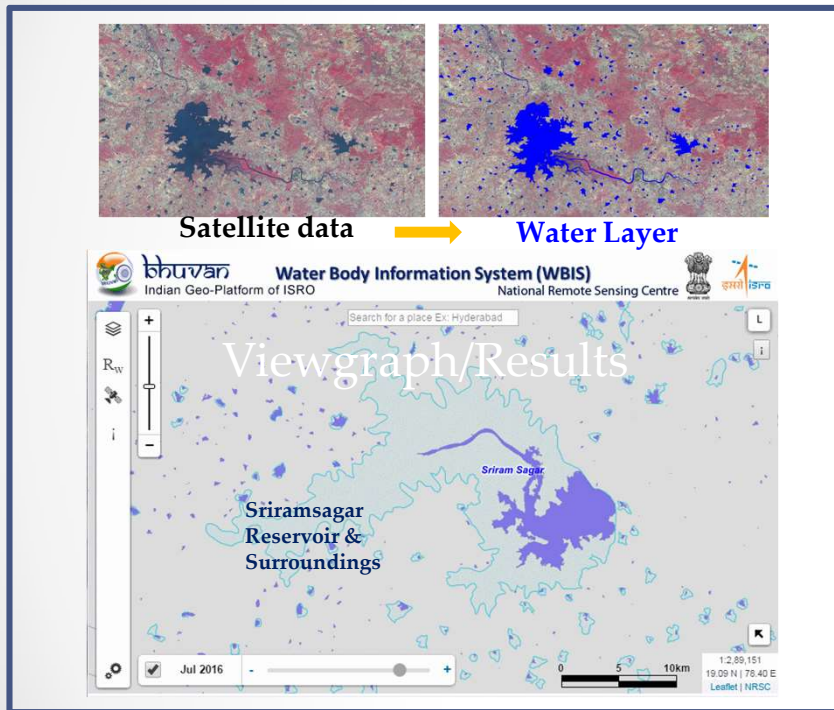 Satellite data
Water Layer
bhuvan
Indian Geo-Platform of ISRO
Water Body Information System (WBIS)
National Remote Sensing Centre
इसरो isro
Search for a place Ex: Hyderabad
+
L
Viewgraph/Results
RW
i
i
−
Sriram Sagar
Sriramsagar
Reservoir &
Surroundings
Jul 2016
- +
0 5 10km
1:2,89,151
19.09 N | 78.40 E
Leaflet | NRSC